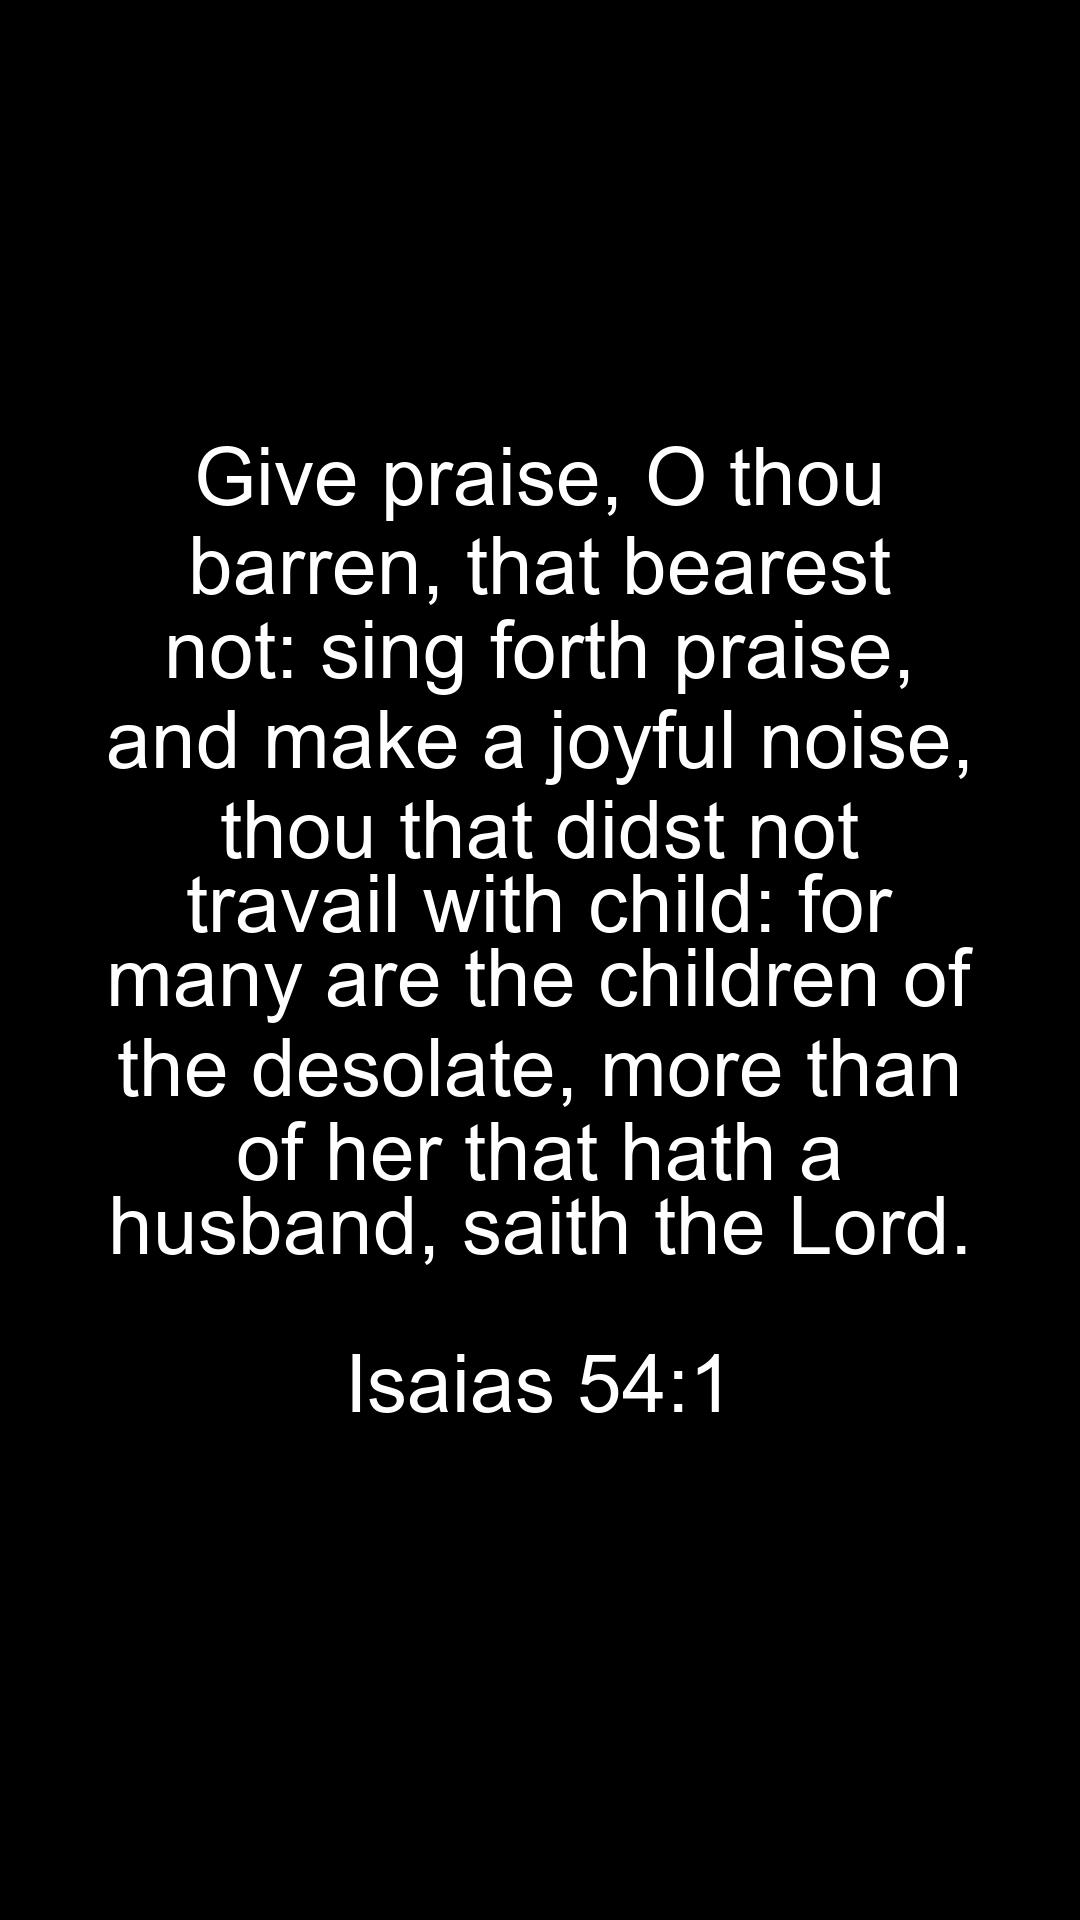 Give praise, O thou
barren, that bearest
not: sing forth praise,
and make a joyful noise,
thou that didst not
travail with child: for
many are the children of
the desolate, more than
of her that hath a
husband, saith the Lord.
Isaias 54:1